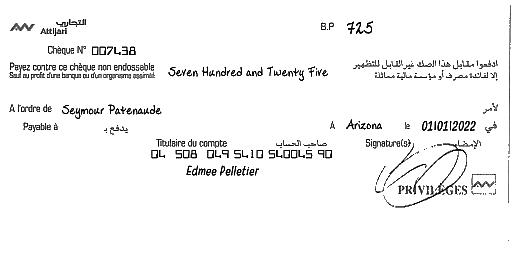 التجاري
Attijari
B.P 725
Chèque N° 007438
Payez contre ce chèque non endossable
Sauf au profit d'une banque ou d'un organisme assimilé
Seven Hundred and Twenty Five
ادفعوا مقابل هذا الصك غير القابل للتظهير
إلا لفائدة مصرف أو مؤسسة مالية مماثلة
A l'ordre de Seymour Patenaude
لأمر
Payable à
يدفع بـ
A Arizona le 01/01/2022 في
Titulaire du compte صاحب الحساب
Signature(s) الإمضاء
04 508 049 5410 540045 90
Edmee Pelletier
PRIVILÈGES